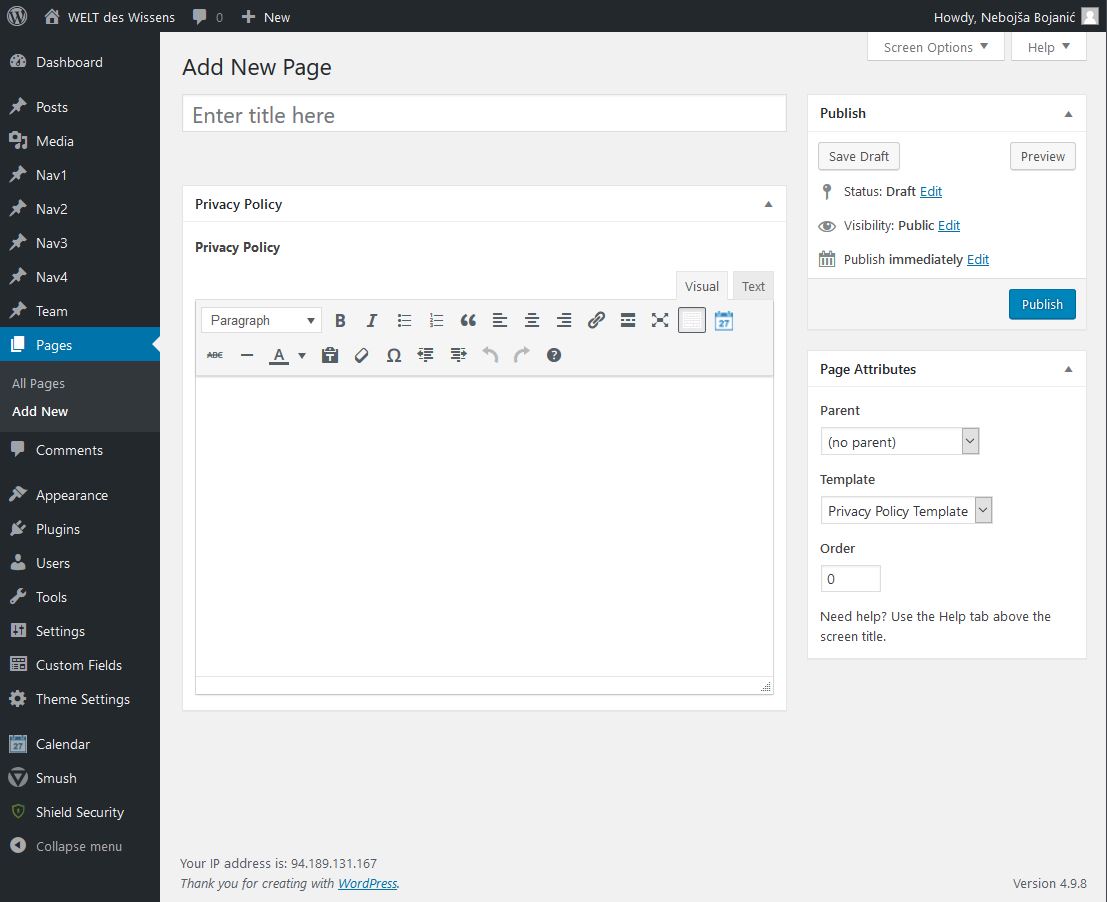 WELT des Wissens 0 New Howdy, Nebojša Bojanić
Screen Options Help
Dashboard
Posts
Media
Nav1
Nav2
Nav3
Nav4
Team
Pages
All Pages
Add New
Comments
Appearance
Plugins
Users
Tools
Settings
Custom Fields
Theme Settings
27 Calendar
Smush
Shield Security
Collapse menu
Add New Page
Enter title here
Privacy Policy
Privacy Policy
Visual Text
Paragraph B I 27
ABC A Ω
Publish
Save Draft Preview
Status: Draft Edit
Visibility: Public Edit
Publish immediately Edit
Publish
Page Attributes
Parent
(no parent)
Template
Privacy Policy Template
Order
0
Need help? Use the Help tab above the
screen title.
Your IP address is: 94.189.131.167
Thank you for creating with WordPress.
Version 4.9.8